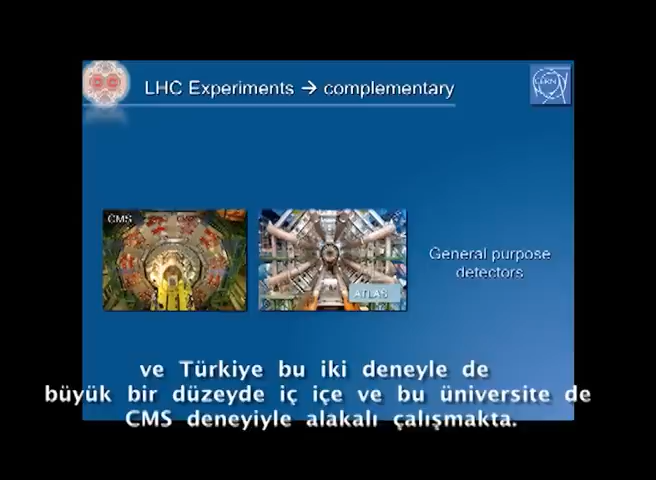 LHC Experiments → complementary
CERN
CMS
ATLAS
General purpose
detectors
ve Türkiye bu iki deneyle de
büyük bir düzeyde iç içe ve bu üniversite de
CMS deneyiyle alakalı çalışmakta.